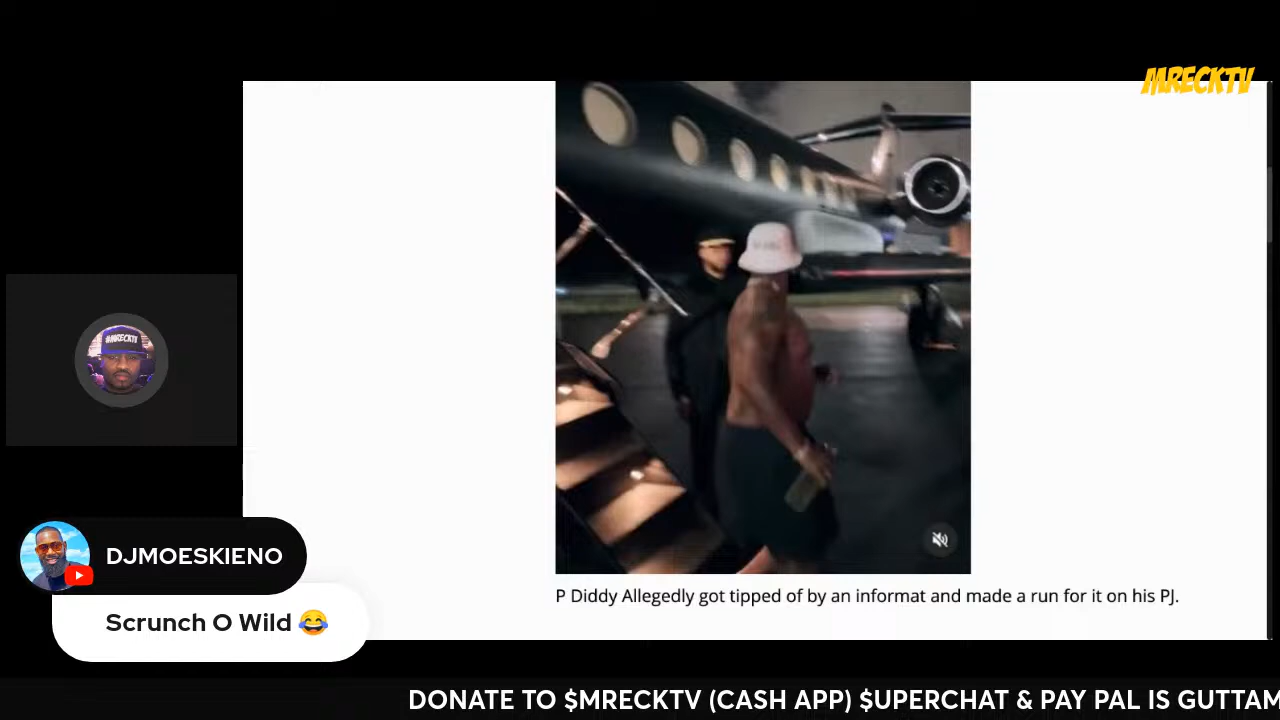 MRECKTV
#MRECKTV
DJMOESKIENO
Scrunch O Wild 😂
P Diddy Allegedly got tipped of by an informat and made a run for it on his PJ.
DONATE TO $MRECKTV (CASH APP) $UPERCHAT & PAY PAL IS GUTTAM